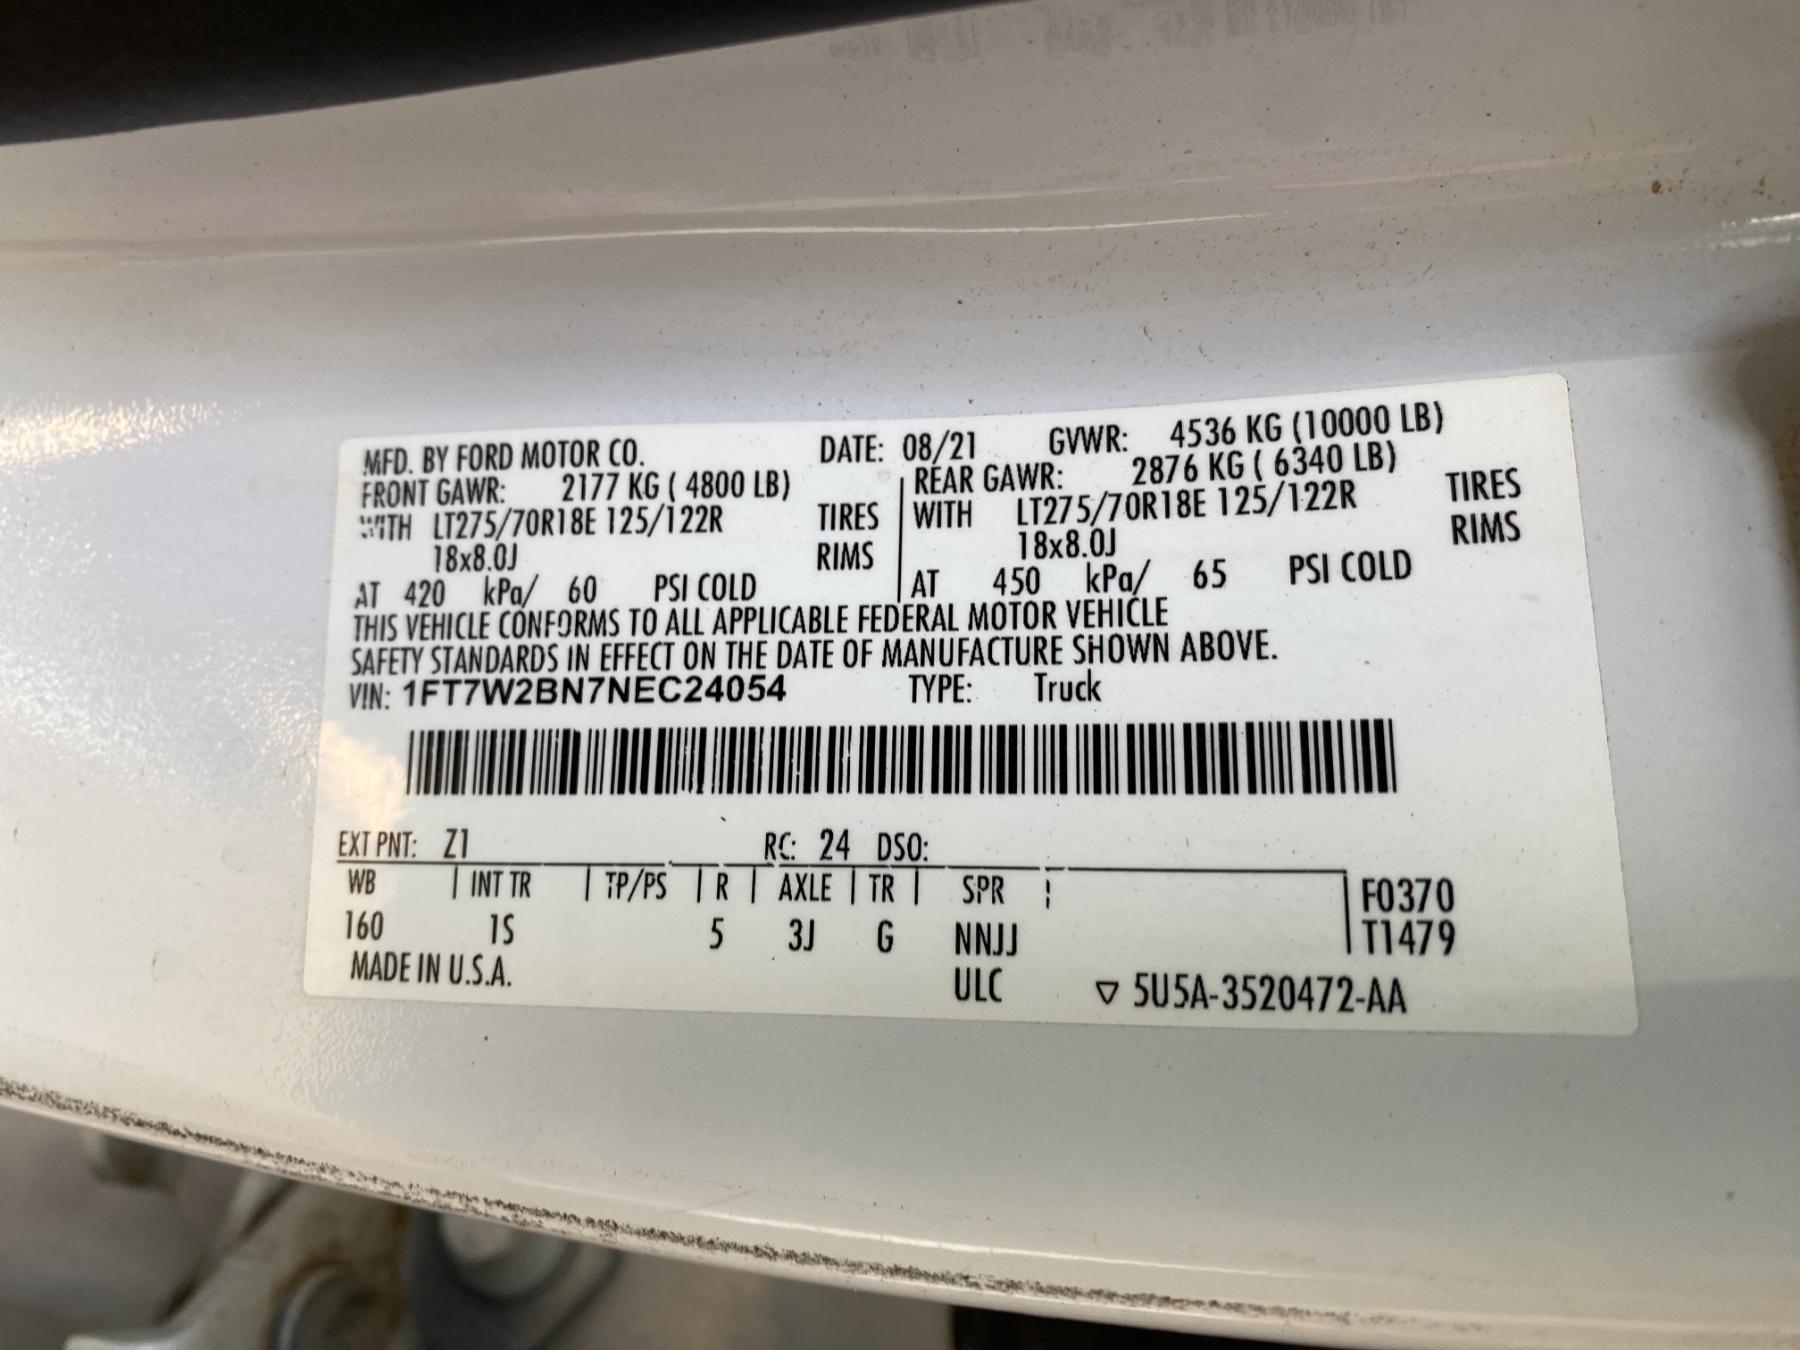 MFD. BY FORD MOTOR CO. DATE: 08/21 GVWR: 4536 KG (10000 LB)
FRONT GAWR: 2177 KG ( 4800 LB) REAR GAWR: 2876 KG ( 6340 LB)
WITH LT275/70R18E 125/122R TIRES WITH LT275/70R18E 125/122R TIRES
18x8.0J RIMS 18x8.0J RIMS
AT 420 kPa/ 60 PSI COLD AT 450 kPa/ 65 PSI COLD
THIS VEHICLE CONFORMS TO ALL APPLICABLE FEDERAL MOTOR VEHICLE
SAFETY STANDARDS IN EFFECT ON THE DATE OF MANUFACTURE SHOWN ABOVE.
VIN: 1FT7W2BN7NEC24054 TYPE: Truck
EXT PNT: Z1 RC: 24 DSO:
WB INT TR TP/PS R AXLE TR SPR F0370
160 1S 5 3J G NNJJ T1479
MADE IN U.S.A. ULC ▽ 5U5A-3520472-AA